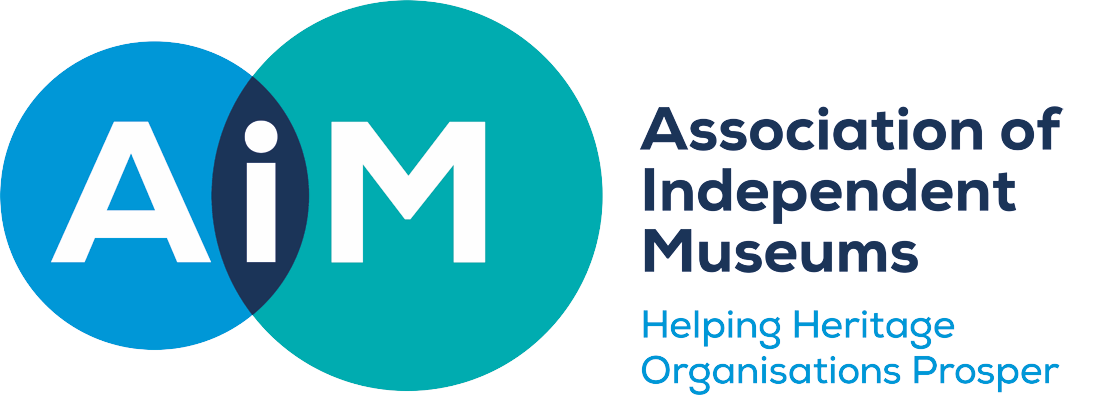 AiM
Association of
Independent
Museums
Helping Heritage
Organisations Prosper